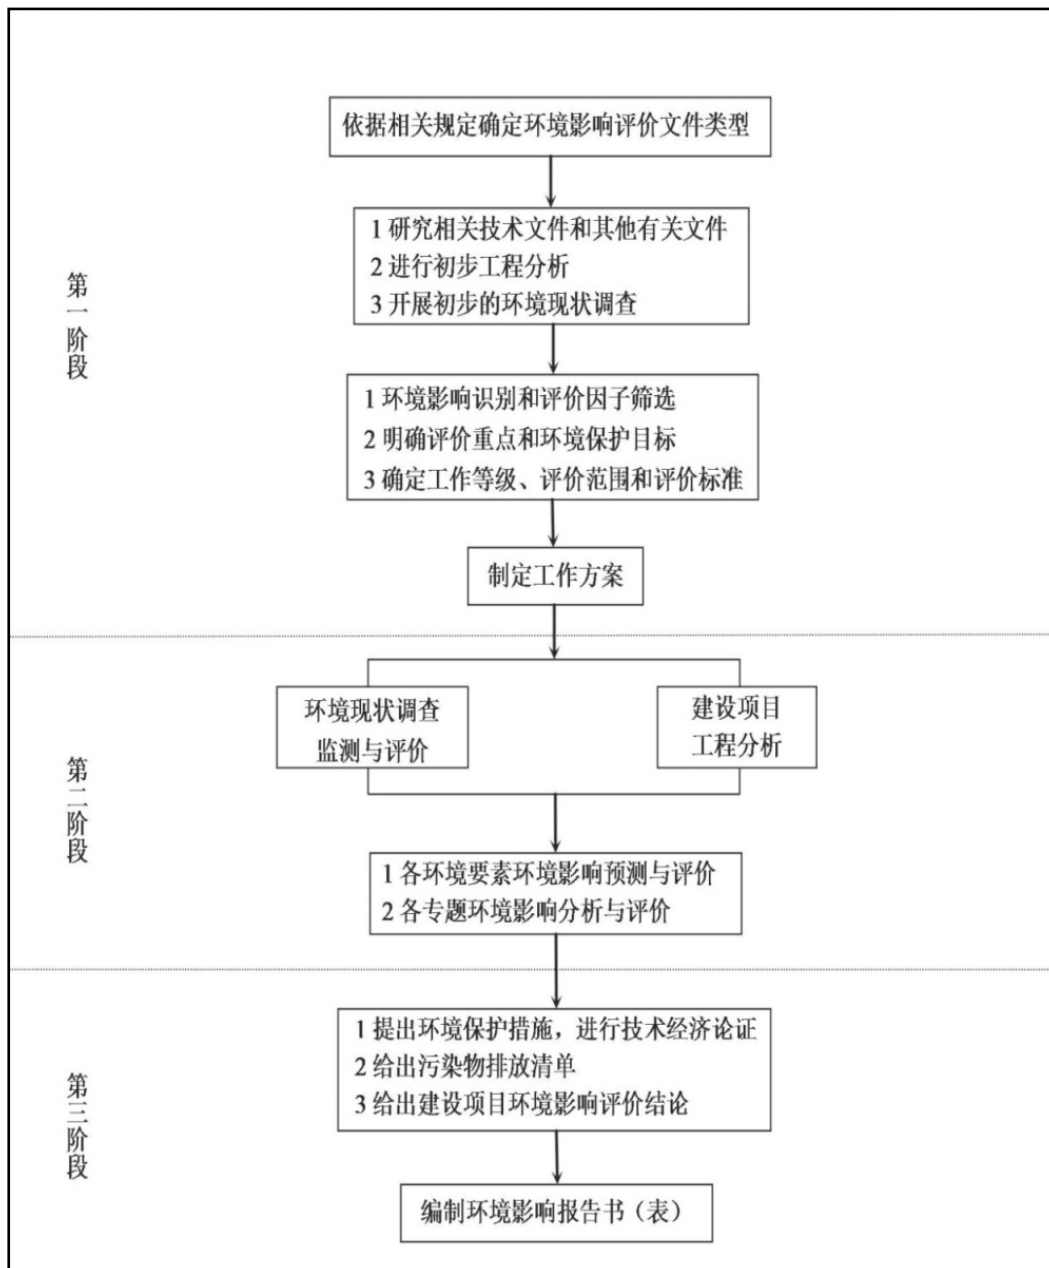 依据相关规定确定环境影响评价文件类型
第一阶段
1 研究相关技术文件和其他有关文件
2 进行初步工程分析
3 开展初步的环境现状调查
1 环境影响识别和评价因子筛选
2 明确评价重点和环境保护目标
3 确定工作等级、评价范围和评价标准
制定工作方案
第二阶段
环境现状调查
监测与评价
建设项目
工程分析
1 各环境要素环境影响预测与评价
2 各专题环境影响分析与评价
第三阶段
1 提出环境保护措施，进行技术经济论证
2 给出污染物排放清单
3 给出建设项目环境影响评价结论
编制环境影响报告书（表）